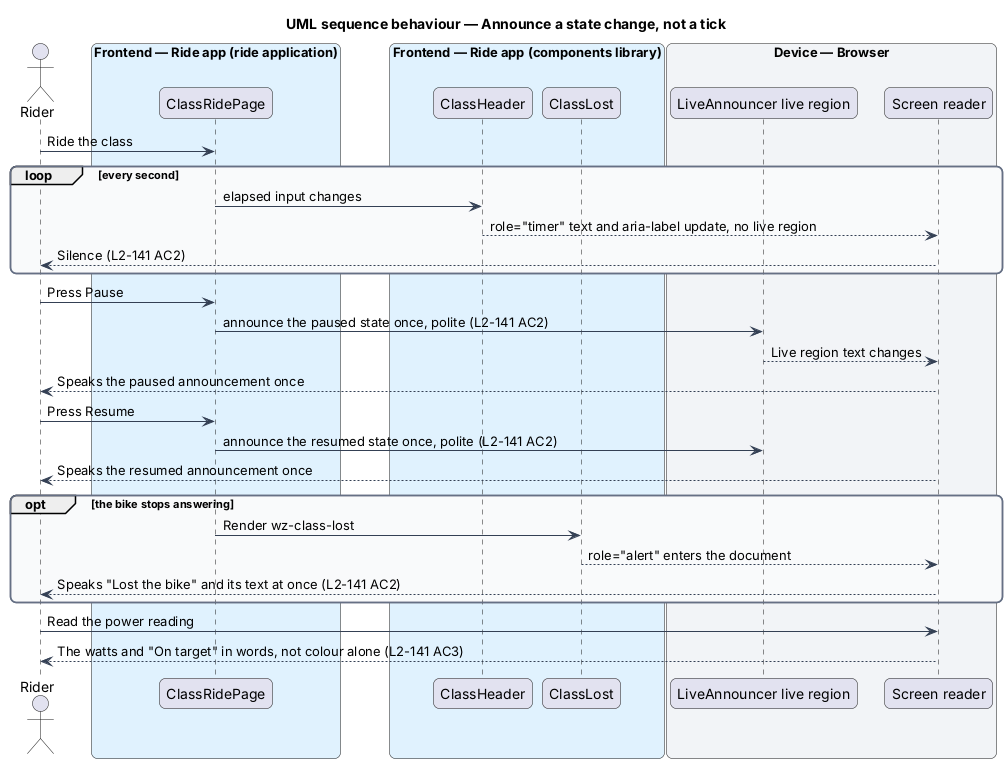 UML sequence behaviour — Announce a state change, not a tick
Frontend — Ride app (ride application)
Frontend — Ride app (components library)
Device — Browser
Rider
ClassRidePage
ClassHeader
ClassLost
LiveAnnouncer live region
Screen reader
Ride the class
loop [every second]
elapsed input changes
role="timer" text and aria-label update, no live region
Silence (L2-141 AC2)
Press Pause
announce the paused state once, polite (L2-141 AC2)
Live region text changes
Speaks the paused announcement once
Press Resume
announce the resumed state once, polite (L2-141 AC2)
Speaks the resumed announcement once
opt [the bike stops answering]
Render wz-class-lost
role="alert" enters the document
Speaks "Lost the bike" and its text at once (L2-141 AC2)
Read the power reading
The watts and "On target" in words, not colour alone (L2-141 AC3)
Rider
ClassRidePage
ClassHeader
ClassLost
LiveAnnouncer live region
Screen reader